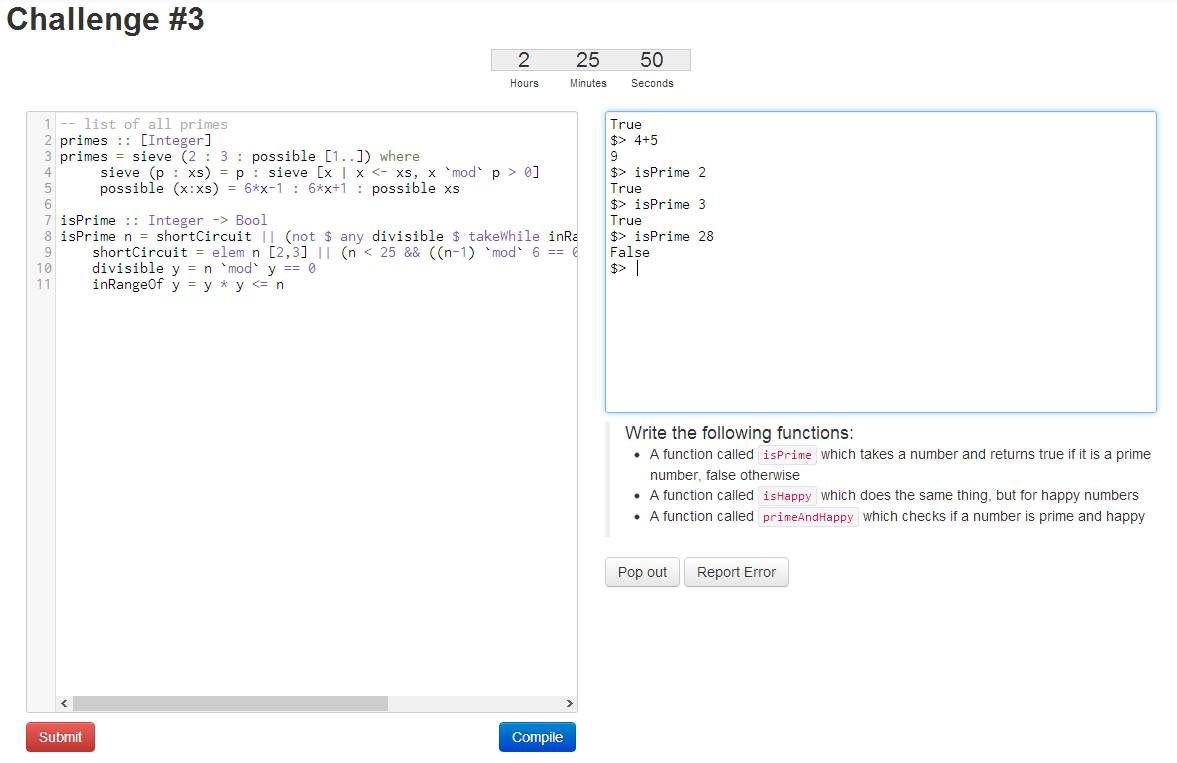 Challenge #3
2 25 50
Hours Minutes Seconds
1 -- list of all primes
2 primes :: [Integer]
3 primes = sieve (2 : 3 : possible [1..]) where
4 sieve (p : xs) = p : sieve [x | x <- xs, x `mod` p > 0]
5 possible (x:xs) = 6*x-1 : 6*x+1 : possible xs
6
7 isPrime :: Integer -> Bool
8 isPrime n = shortCircuit || (not $ any divisible $ takeWhile inRa
9 shortCircuit = elem n [2,3] || (n < 25 && ((n-1) `mod` 6 == 
10 divisible y = n `mod` y == 0
11 inRangeOf y = y * y <= n
Submit
Compile
True
$> 4+5
9
$> isPrime 2
True
$> isPrime 3
True
$> isPrime 28
False
$>
Write the following functions:
• A function called isPrime which takes a number and returns true if it is a prime
number, false otherwise
• A function called isHappy which does the same thing, but for happy numbers
• A function called primeAndHappy which checks if a number is prime and happy
Pop out
Report Error